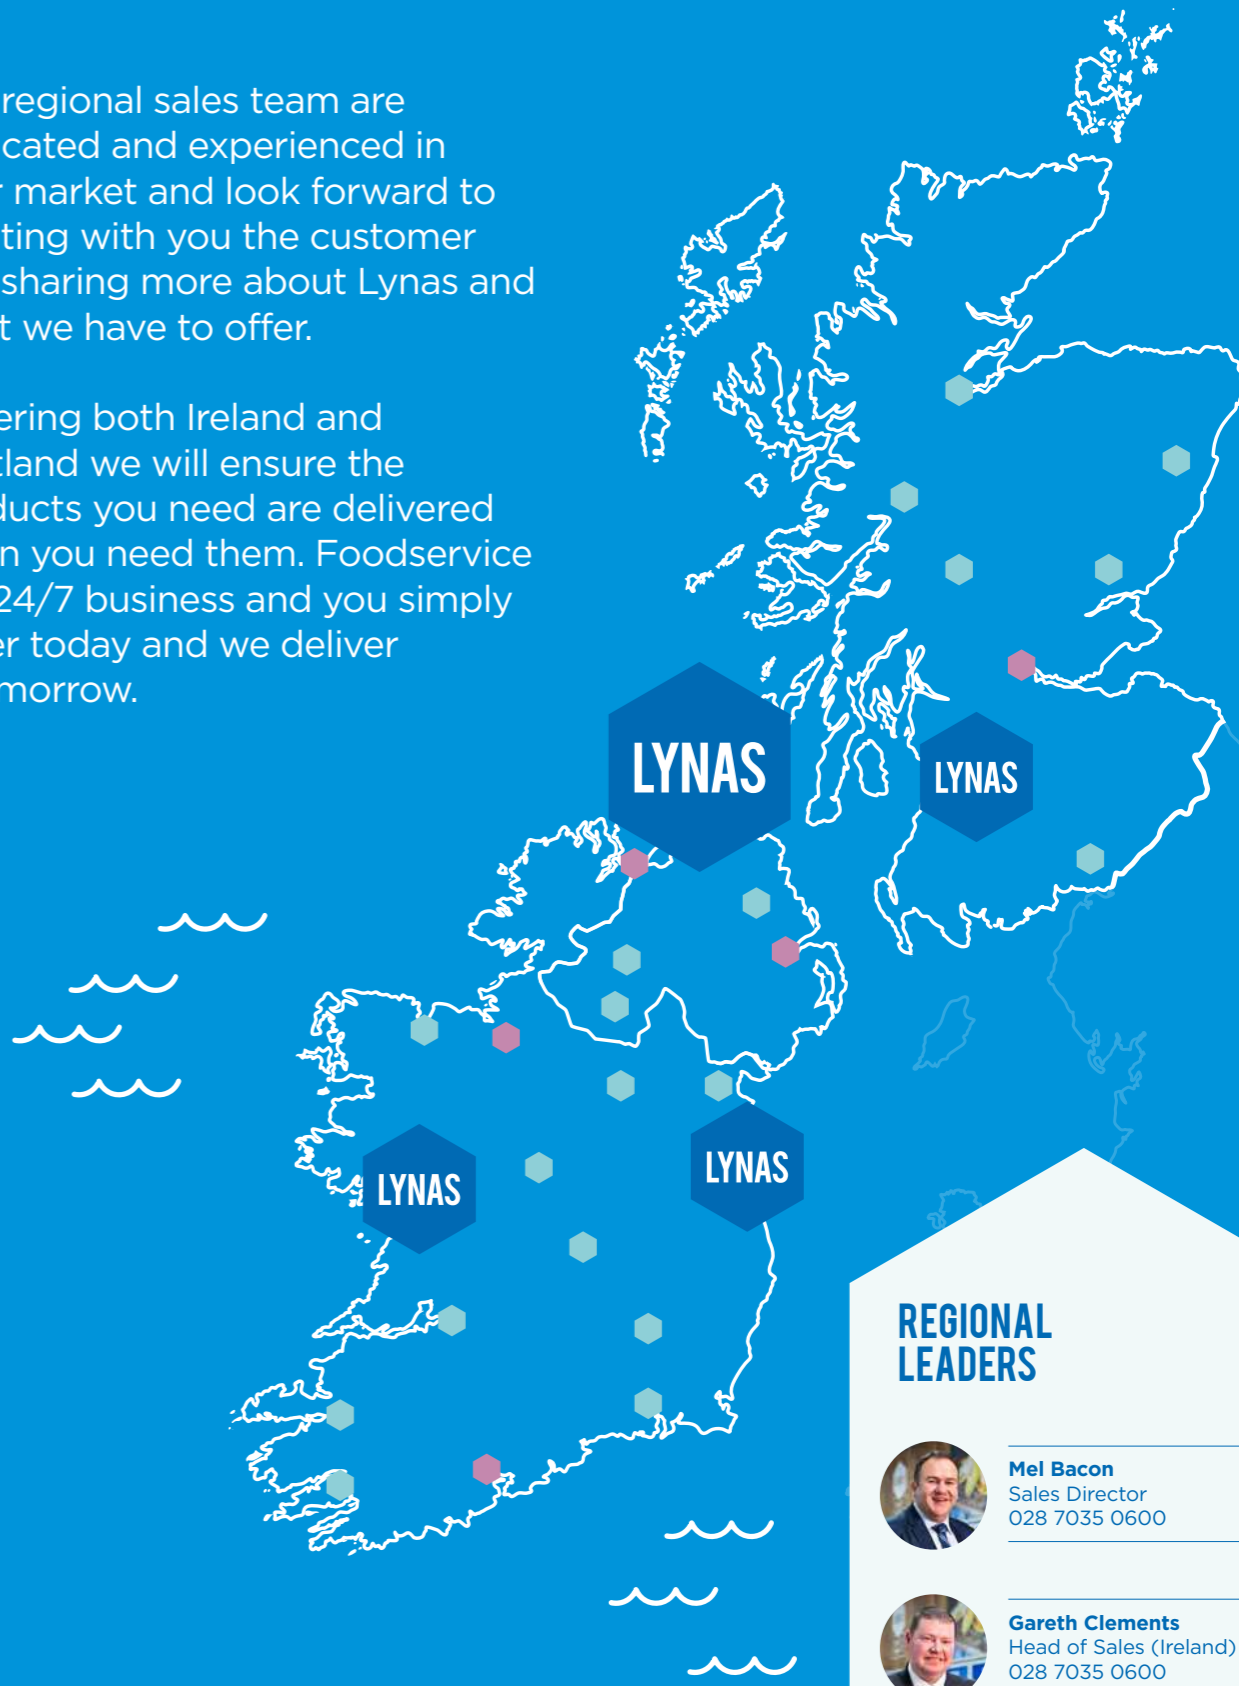 regional sales team are
cated and experienced in
market and look forward to
ting with you the customer
sharing more about Lynas and
t we have to offer.
ering both Ireland and
tland we will ensure the
ducts you need are delivered
n you need them. Foodservice
24/7 business and you simply
er today and we deliver
morrow.
LYNAS
LYNAS
LYNAS
LYNAS
REGIONAL
LEADERS
Mel Bacon
Sales Director
028 7035 0600
Gareth Clements
Head of Sales (Ireland)
028 7035 0600